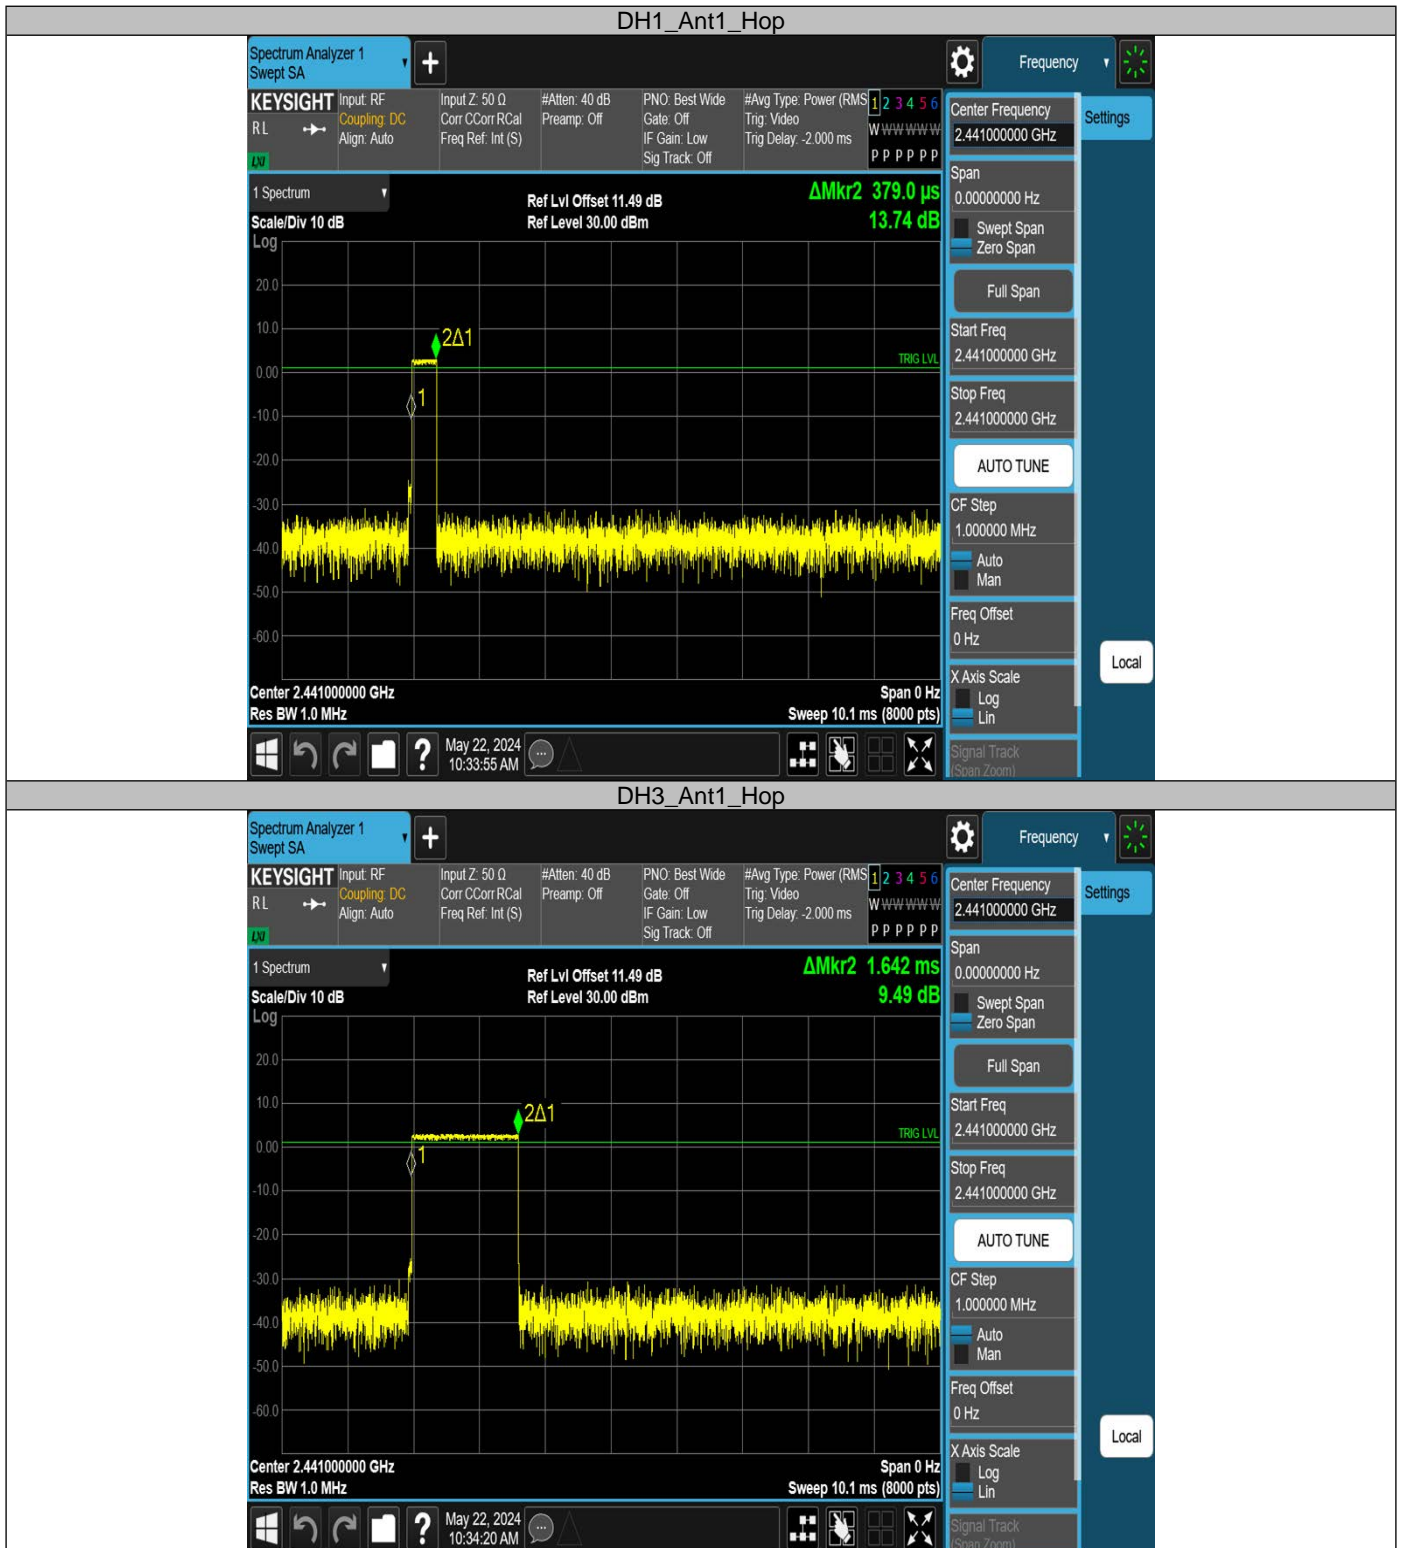 DH1_Ant1_Hop
Spectrum Analyzer 1
Swept SA
+
Frequency
KEYSIGHT
RL
LXI
Input: RF
Coupling: DC
Align: Auto
Input Z: 50 Ω
Corr CCorr RCal
Freq Ref: Int (S)
#Atten: 40 dB
Preamp: Off
PNO: Best Wide
Gate: Off
IF Gain: Low
Sig Track: Off
#Avg Type: Power (RMS
Trig: Video
Trig Delay: -2.000 ms
1 2 3 4 5 6
W W W W W W
P P P P P P
Center Frequency
2.441000000 GHz
Settings
1 Spectrum
Scale/Div 10 dB
Log
Ref Lvl Offset 11.49 dB
Ref Level 30.00 dBm
ΔMkr2 379.0 µs
13.74 dB
20.0
10.0
0.00
-10.0
-20.0
-30.0
-40.0
-50.0
-60.0
2Δ1
1
TRIG LVL
Center 2.441000000 GHz
Res BW 1.0 MHz
Span 0 Hz
Sweep 10.1 ms (8000 pts)
Span
0.00000000 Hz
Swept Span
Zero Span
Full Span
Start Freq
2.441000000 GHz
Stop Freq
2.441000000 GHz
AUTO TUNE
CF Step
1.000000 MHz
Auto
Man
Freq Offset
0 Hz
X Axis Scale
Log
Lin
Signal Track
(Span Zoom)
Local
?
May 22, 2024
10:33:55 AM
DH3_Ant1_Hop
Spectrum Analyzer 1
Swept SA
+
Frequency
KEYSIGHT
RL
LXI
Input: RF
Coupling: DC
Align: Auto
Input Z: 50 Ω
Corr CCorr RCal
Freq Ref: Int (S)
#Atten: 40 dB
Preamp: Off
PNO: Best Wide
Gate: Off
IF Gain: Low
Sig Track: Off
#Avg Type: Power (RMS
Trig: Video
Trig Delay: -2.000 ms
1 2 3 4 5 6
W W W W W W
P P P P P P
Center Frequency
2.441000000 GHz
Settings
1 Spectrum
Scale/Div 10 dB
Log
Ref Lvl Offset 11.49 dB
Ref Level 30.00 dBm
ΔMkr2 1.642 ms
9.49 dB
20.0
10.0
0.00
-10.0
-20.0
-30.0
-40.0
-50.0
-60.0
2Δ1
1
TRIG LVL
Center 2.441000000 GHz
Res BW 1.0 MHz
Span 0 Hz
Sweep 10.1 ms (8000 pts)
Span
0.00000000 Hz
Swept Span
Zero Span
Full Span
Start Freq
2.441000000 GHz
Stop Freq
2.441000000 GHz
AUTO TUNE
CF Step
1.000000 MHz
Auto
Man
Freq Offset
0 Hz
X Axis Scale
Log
Lin
Signal Track
(Span Zoom)
Local
?
May 22, 2024
10:34:20 AM